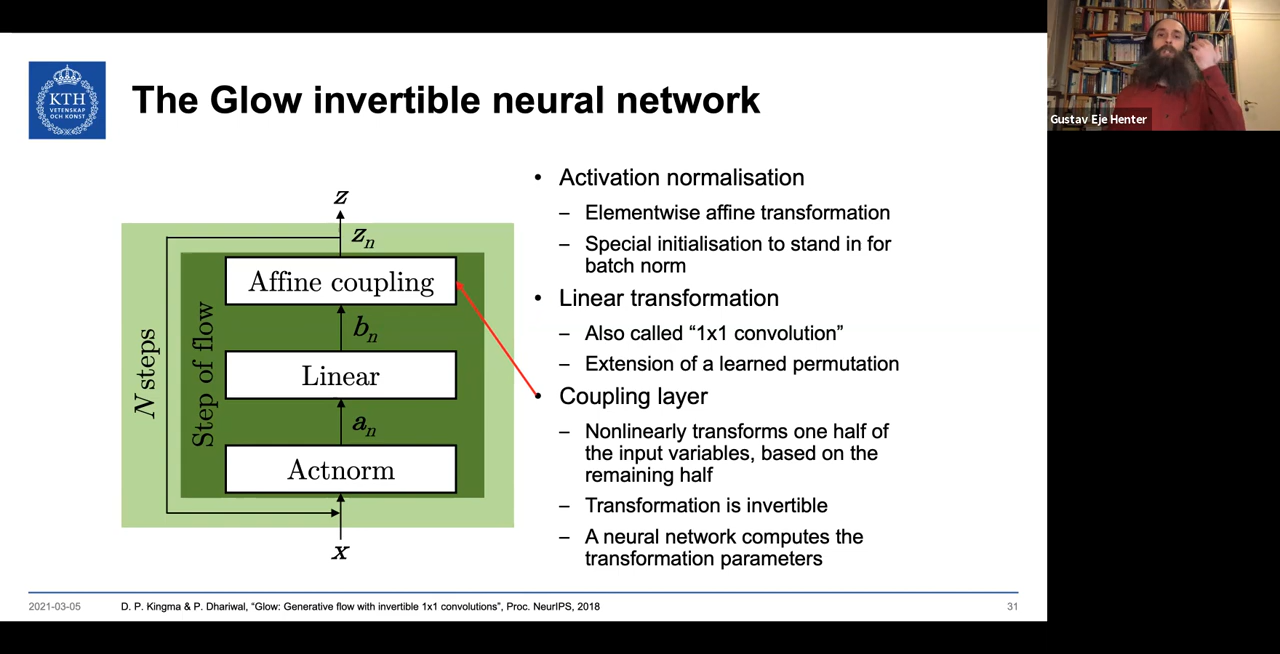 KTH
VETENSKAP
OCH KONST
The Glow invertible neural network
Gustav Eje Henter
z
zₙ
Affine coupling
bₙ
Linear
aₙ
Actnorm
x
N steps
Step of flow
• Activation normalisation
– Elementwise affine transformation
– Special initialisation to stand in for
batch norm
• Linear transformation
– Also called “1x1 convolution”
– Extension of a learned permutation
• Coupling layer
– Nonlinearly transforms one half of
the input variables, based on the
remaining half
– Transformation is invertible
– A neural network computes the
transformation parameters
2021-03-05
D. P. Kingma & P. Dhariwal, “Glow: Generative flow with invertible 1x1 convolutions”, Proc. NeurIPS, 2018
31